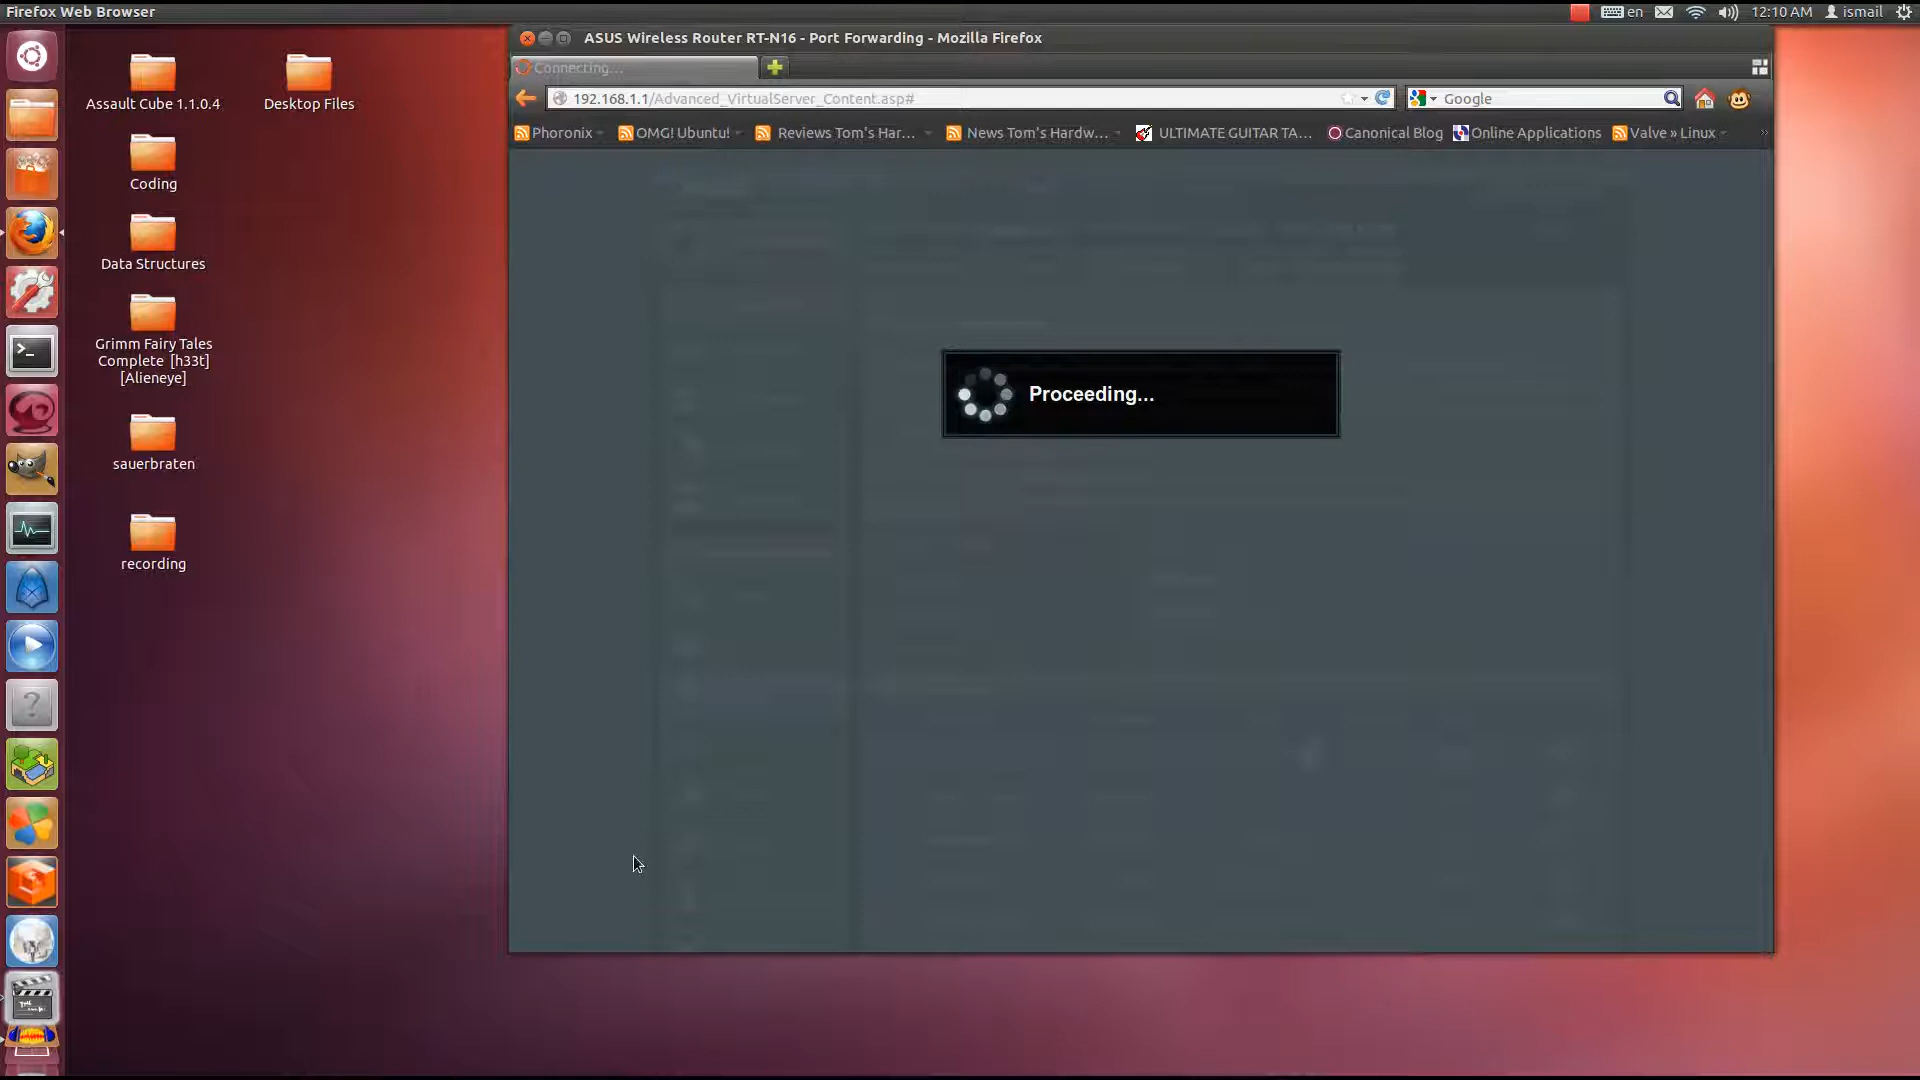 Firefox Web Browser
en
12:10 AM
ismail
ASUS Wireless Router RT-N16 - Port Forwarding - Mozilla Firefox
Connecting...
192.168.1.1/Advanced_VirtualServer_Content.asp#
Google
Phoronix
OMG! Ubuntu!
Reviews Tom's Har...
News Tom's Hardw...
ULTIMATE GUITAR TA...
Canonical Blog
Online Applications
Valve » Linux
»
Assault Cube 1.1.0.4
Desktop Files
Coding
Data Structures
Grimm Fairy Tales
Complete [h33t]
[Alieneye]
sauerbraten
recording
Proceeding...